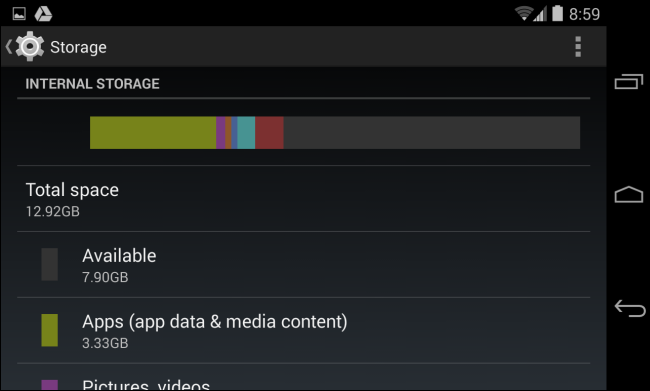 8:59
Storage
INTERNAL STORAGE
Total space
12.92GB
Available
7.90GB
Apps (app data & media content)
3.33GB
Pictures, videos